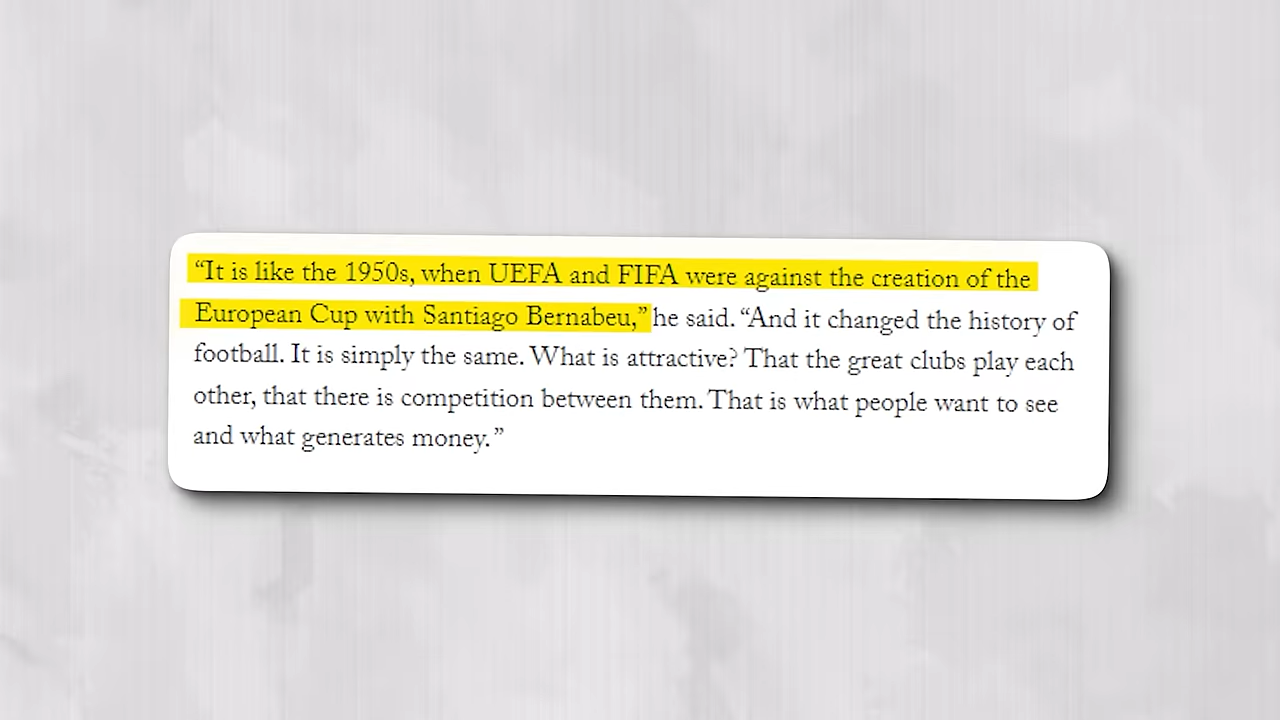 “It is like the 1950s, when UEFA and FIFA were against the creation of the
European Cup with Santiago Bernabeu,” he said. “And it changed the history of
football. It is simply the same. What is attractive? That the great clubs play each
other, that there is competition between them. That is what people want to see
and what generates money.”